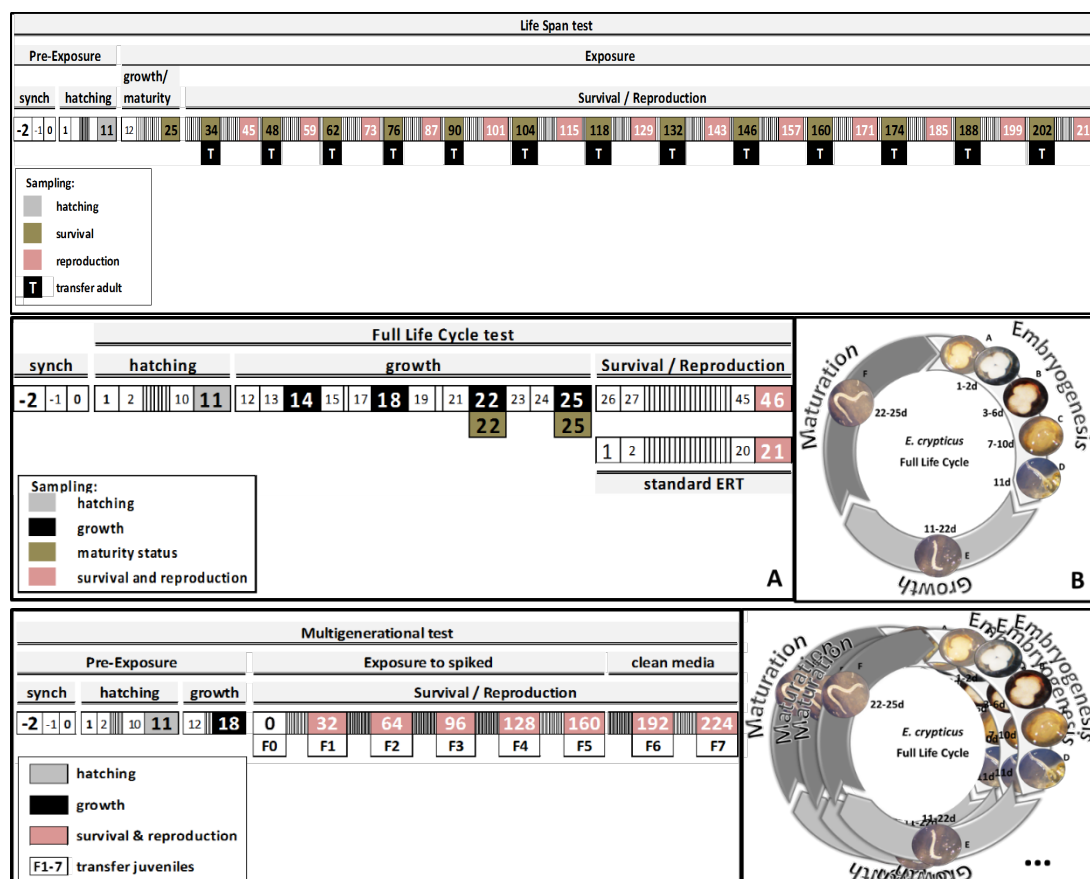 Life Span test
Pre-Exposure Exposure
growth/
synch hatching maturity Survival / Reproduction
-2 -1 0 1 11 12 25 34 45 48 59 62 73 76 87 90 101 104 115 118 129 132 143 146 157 160 171 174 185 188 199 202 21
T T T T T T T T T T T T T
Sampling:
hatching
survival
reproduction
T transfer adult
Full Life Cycle test
synch hatching growth Survival / Reproduction
-2 -1 0 1 2 10 11 12 13 14 15 17 18 19 21 22 23 24 25 26 27 45 46
22 25 1 2 20 21
standard ERT
Sampling:
hatching
growth
maturity status
survival and reproduction
A
Embryogenesis
Maturation
Growth
A
1-2d
B
3-6d
C
7-10d
D
11d
11-22d
E
F
22-25d
E. crypticus
Full Life Cycle
B
Multigenerational test
Pre-Exposure Exposure to spiked clean media
synch hatching growth Survival / Reproduction
-2 -1 0 1 2 10 11 12 18 0 32 64 96 128 160 192 224
F0 F1 F2 F3 F4 F5 F6 F7
hatching
growth
survival & reproduction
F1-7 transfer juveniles
Embryogenesis
Maturation
Maturation
Maturation
22-25d
E. crypticus
Full Life Cycle
11-22d
E
D
Growth
...